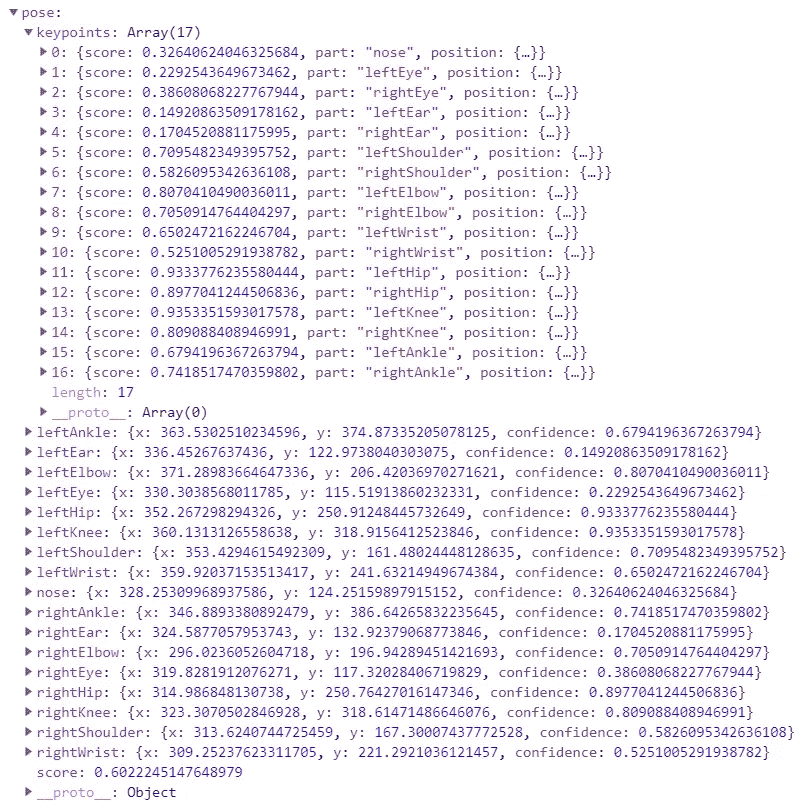 ▼pose:
▼keypoints: Array(17)
▶0: {score: 0.32640624046325684, part: "nose", position: {…}}
▶1: {score: 0.2292543649673462, part: "leftEye", position: {…}}
▶2: {score: 0.38608068227767944, part: "rightEye", position: {…}}
▶3: {score: 0.14920863509178162, part: "leftEar", position: {…}}
▶4: {score: 0.1704520881175995, part: "rightEar", position: {…}}
▶5: {score: 0.7095482349395752, part: "leftShoulder", position: {…}}
▶6: {score: 0.5826095342636108, part: "rightShoulder", position: {…}}
▶7: {score: 0.8070410490036011, part: "leftElbow", position: {…}}
▶8: {score: 0.7050914764404297, part: "rightElbow", position: {…}}
▶9: {score: 0.6502472162246704, part: "leftWrist", position: {…}}
▶10: {score: 0.5251005291938782, part: "rightWrist", position: {…}}
▶11: {score: 0.9333776235580444, part: "leftHip", position: {…}}
▶12: {score: 0.8977041244506836, part: "rightHip", position: {…}}
▶13: {score: 0.9353351593017578, part: "leftKnee", position: {…}}
▶14: {score: 0.809088408946991, part: "rightKnee", position: {…}}
▶15: {score: 0.6794196367263794, part: "leftAnkle", position: {…}}
▶16: {score: 0.7418517470359802, part: "rightAnkle", position: {…}}
length: 17
▶__proto__: Array(0)
▶leftAnkle: {x: 363.5302510234596, y: 374.87335205078125, confidence: 0.6794196367263794}
▶leftEar: {x: 336.45267637436, y: 122.9738040303075, confidence: 0.14920863509178162}
▶leftElbow: {x: 371.28983664647336, y: 206.42036970271621, confidence: 0.8070410490036011}
▶leftEye: {x: 330.3038568011785, y: 115.51913860232331, confidence: 0.2292543649673462}
▶leftHip: {x: 352.267298294326, y: 250.91248445732649, confidence: 0.9333776235580444}
▶leftKnee: {x: 360.1313126558638, y: 318.9156412523846, confidence: 0.9353351593017578}
▶leftShoulder: {x: 353.4294615492309, y: 161.48024448128635, confidence: 0.7095482349395752}
▶leftWrist: {x: 359.92037153513417, y: 241.63214949674384, confidence: 0.6502472162246704}
▶nose: {x: 328.25309968937586, y: 124.25159897915152, confidence: 0.32640624046325684}
▶rightAnkle: {x: 346.8893380892479, y: 386.64265832235645, confidence: 0.7418517470359802}
▶rightEar: {x: 324.5877057953743, y: 132.92379068773846, confidence: 0.1704520881175995}
▶rightElbow: {x: 296.0236052604718, y: 196.94289451421693, confidence: 0.7050914764404297}
▶rightEye: {x: 319.8281912076271, y: 117.32028406719829, confidence: 0.38608068227767944}
▶rightHip: {x: 314.986848130738, y: 250.76427016147346, confidence: 0.8977041244506836}
▶rightKnee: {x: 323.3070502846928, y: 318.61471486646076, confidence: 0.809088408946991}
▶rightShoulder: {x: 313.6240744725459, y: 167.30007437772528, confidence: 0.5826095342636108}
▶rightWrist: {x: 309.25237623311705, y: 221.2921036121457, confidence: 0.5251005291938782}
score: 0.6022245147648979
▶__proto__: Object